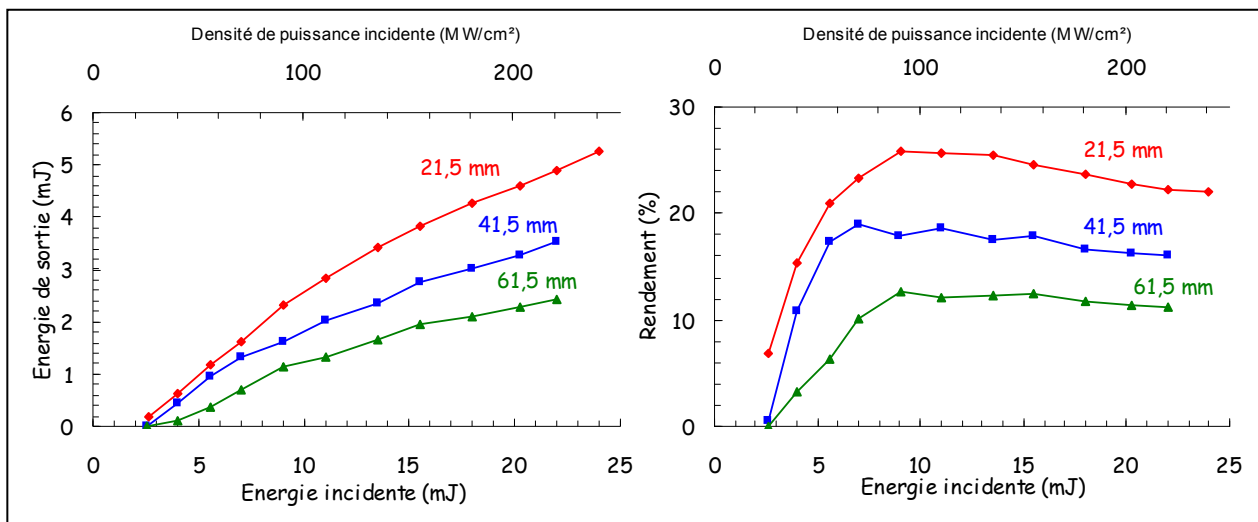 Densité de puissance incidente (MW/cm²)
0 100 200
Energie de sortie (mJ)
6
5
4
3
2
1
0
21,5 mm
41,5 mm
61,5 mm
0 5 10 15 20 25
Energie incidente (mJ)
Densité de puissance incidente (MW/cm²)
0 100 200
Rendement (%)
30
20
10
0
21,5 mm
41,5 mm
61,5 mm
0 5 10 15 20 25
Energie incidente (mJ)